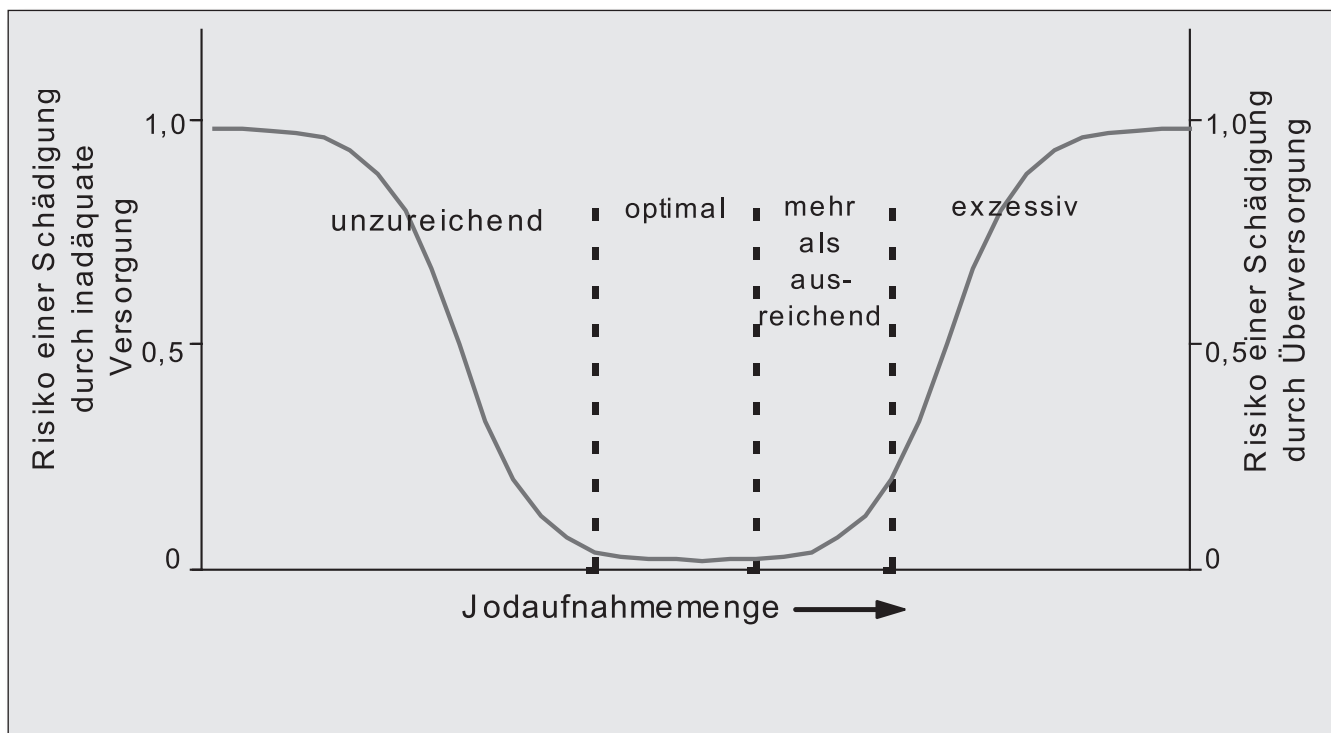 Risiko einer Schädigung
durch inadäquate
Versorgung
1,0
0,5
0
unzureichend
optimal
mehr
als
aus-
reichend
exzessiv
1,0
0,5
0
Risiko einer Schädigung
durch Überversorgung
Jodaufnahmemenge